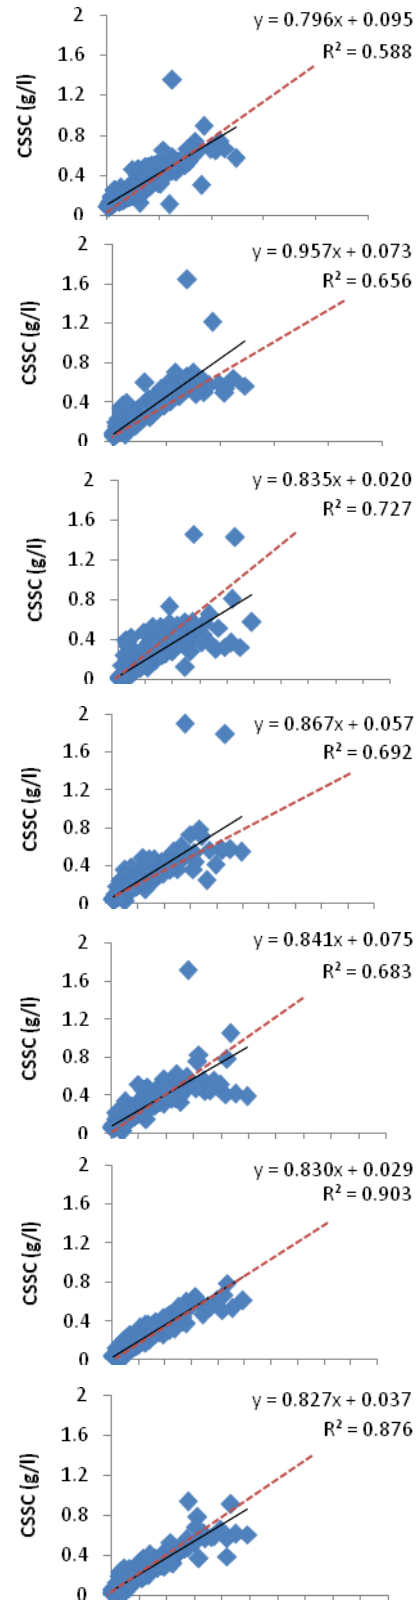 2
y = 0.796x + 0.095
R² = 0.588
1.6
1.2
0.8
0.4
0
CSSC (g/l)
2
y = 0.957x + 0.073
R² = 0.656
1.6
1.2
0.8
0.4
0
CSSC (g/l)
2
y = 0.835x + 0.020
R² = 0.727
1.6
1.2
0.8
0.4
0
CSSC (g/l)
2
y = 0.867x + 0.057
R² = 0.692
1.6
1.2
0.8
0.4
0
CSSC (g/l)
2
y = 0.841x + 0.075
R² = 0.683
1.6
1.2
0.8
0.4
0
CSSC (g/l)
2
y = 0.830x + 0.029
R² = 0.903
1.6
1.2
0.8
0.4
0
CSSC (g/l)
2
y = 0.827x + 0.037
R² = 0.876
1.6
1.2
0.8
0.4
0
CSSC (g/l)